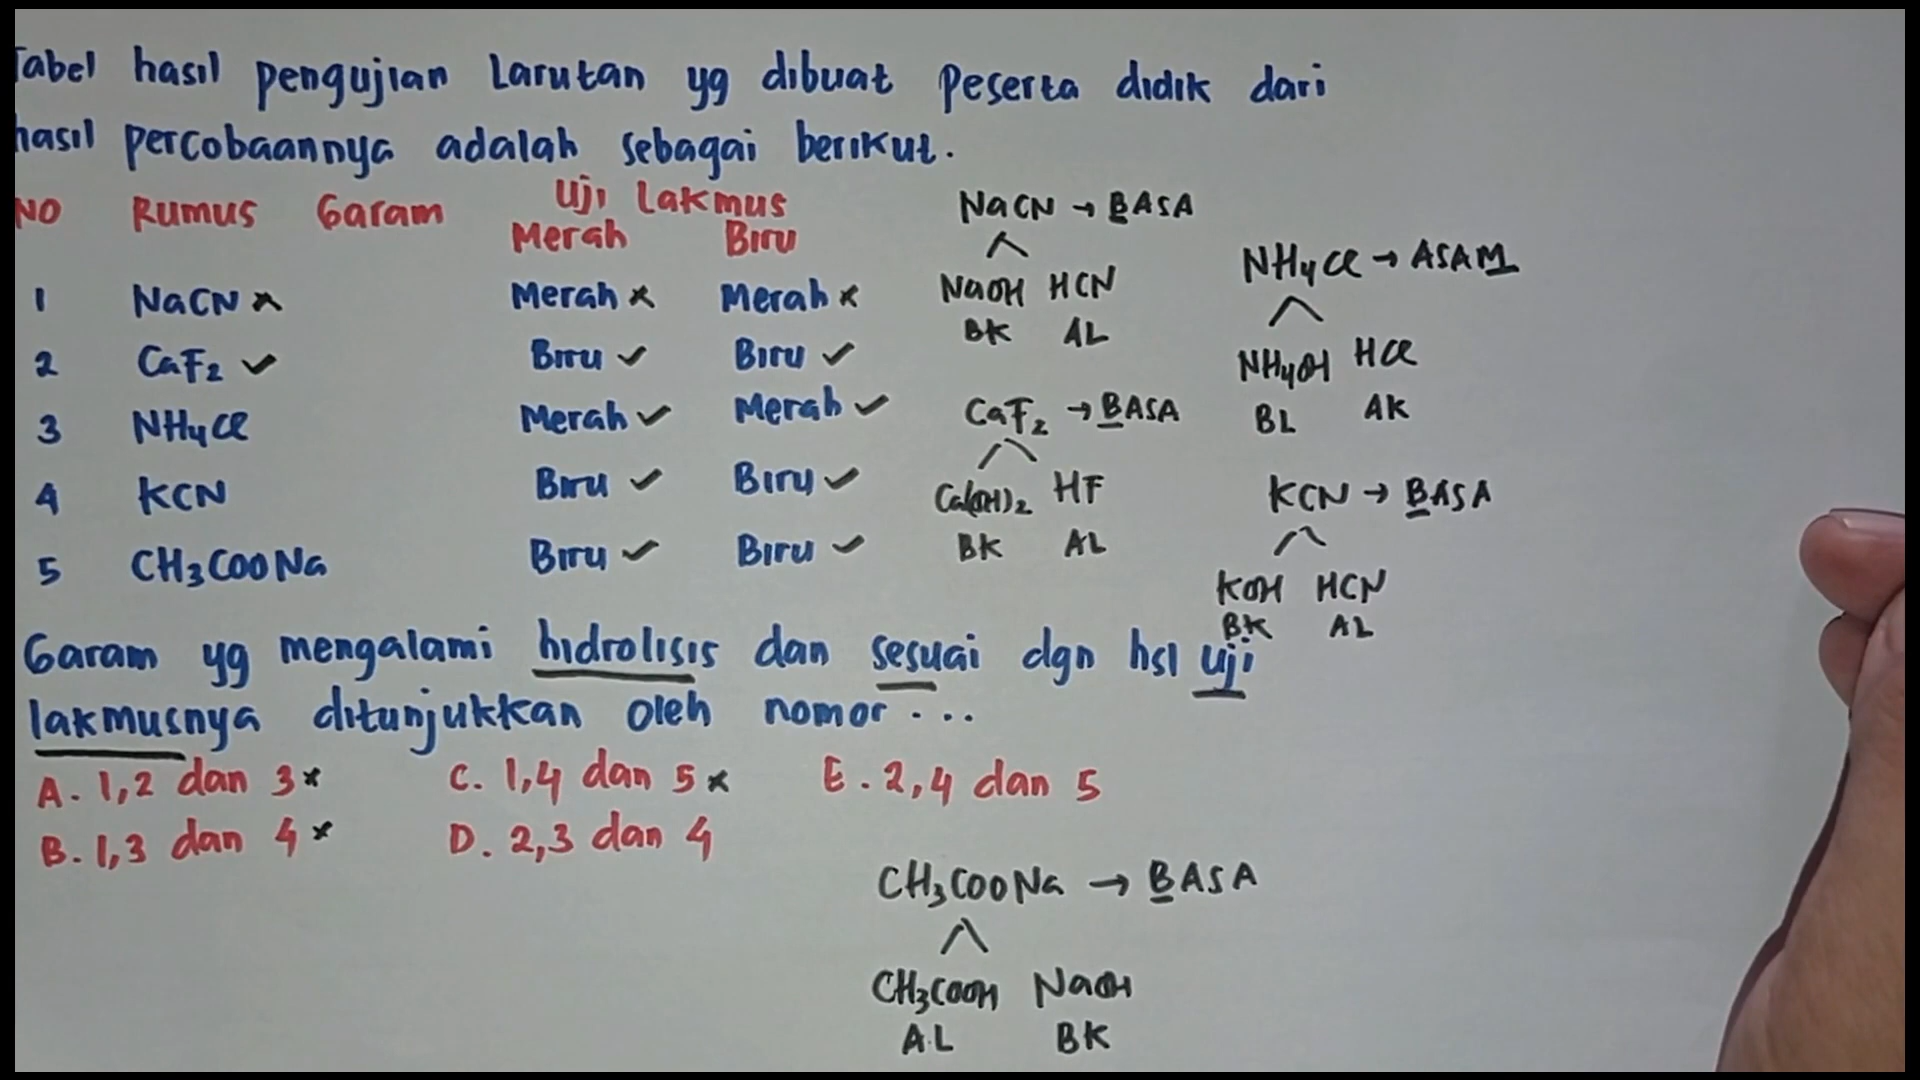 Tabel hasil pengujian Larutan yg dibuat Peserta didik dari
hasil percobaannya adalah sebagai berikut.
NO Rumus Garam Uji Lakmus
Merah Biru
1 NaCN × Merah × Merah ×
2 CaF₂ ✓ Biru ✓ Biru ✓
3 NH₄Cl Merah ✓ Merah ✓
4 KCN Biru ✓ Biru ✓
5 CH₃COONa Biru ✓ Biru ✓
NaCN → BASA
NaOH HCN
BK AL
CaF₂ → BASA
Ca(OH)₂ HF
BK AL
NH₄Cl → ASAM
NH₄OH HCl
BL AK
KCN → BASA
KOH HCN
BK AL
Garam yg mengalami hidrolisis dan sesuai dgn hsl uji
lakmusnya ditunjukkan oleh nomor ...
A. 1,2 dan 3 × C. 1,4 dan 5 × E. 2,4 dan 5
B. 1,3 dan 4 × D. 2,3 dan 4
CH₃COONa → BASA
CH₃COOH NaOH
AL BK